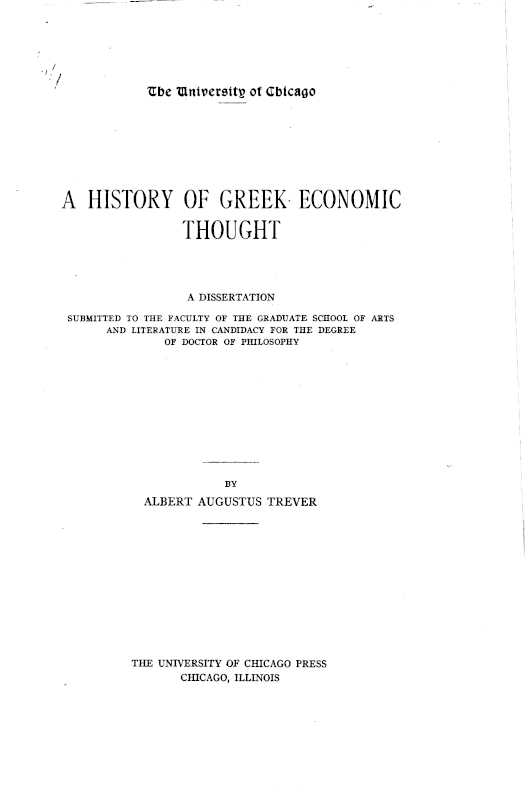 The University of Chicago
A HISTORY OF GREEK ECONOMIC
THOUGHT
A DISSERTATION
SUBMITTED TO THE FACULTY OF THE GRADUATE SCHOOL OF ARTS
AND LITERATURE IN CANDIDACY FOR THE DEGREE
OF DOCTOR OF PHILOSOPHY
BY
ALBERT AUGUSTUS TREVER
THE UNIVERSITY OF CHICAGO PRESS
CHICAGO, ILLINOIS